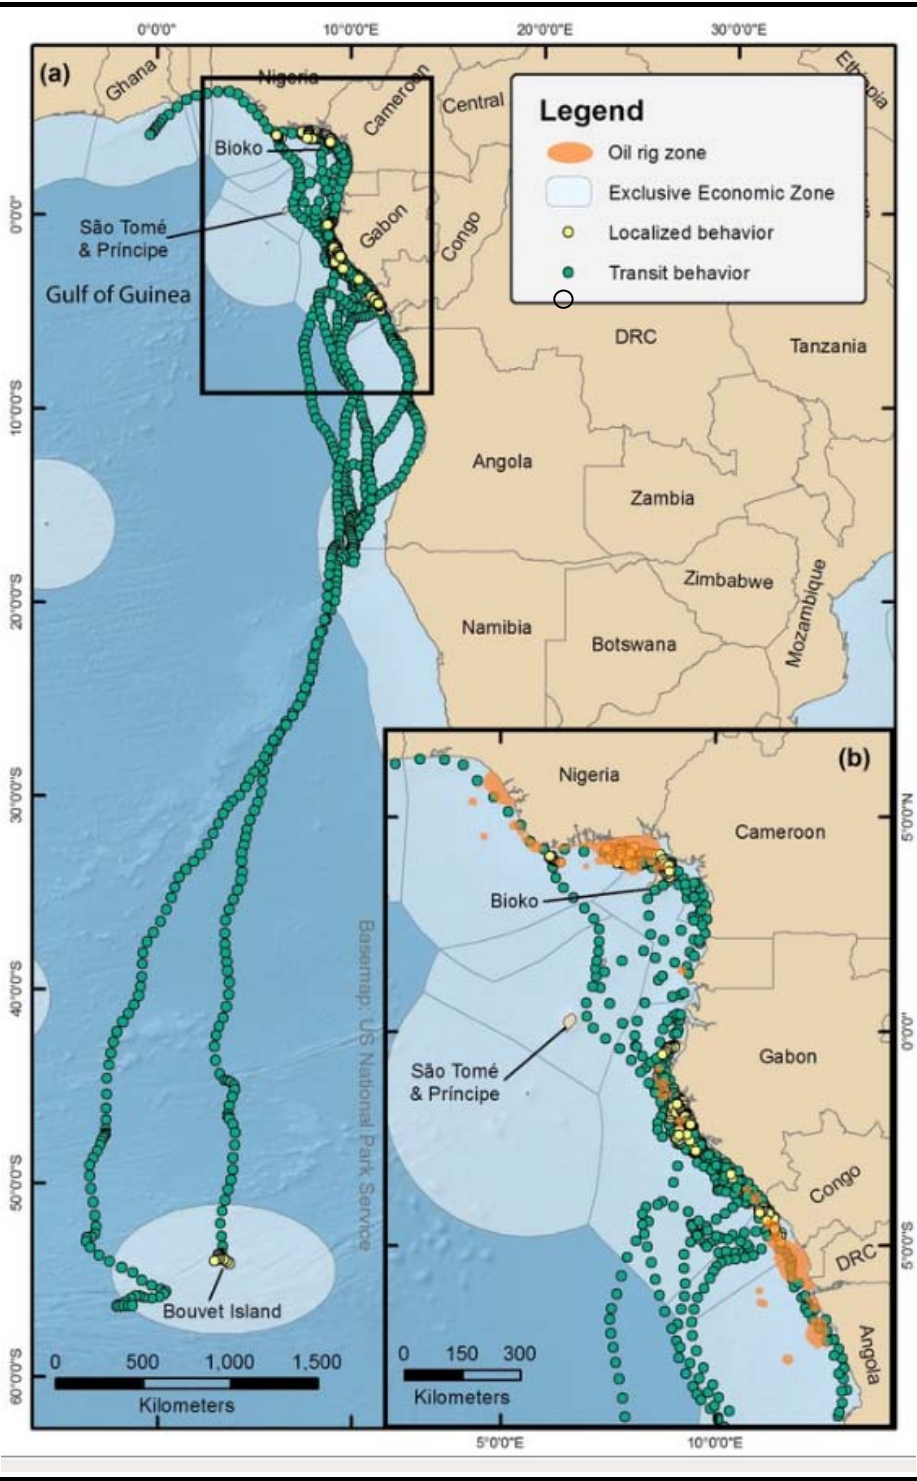 0°0'0" 10°0'0"E 20°0'0"E 30°0'0"E
(a)
Ghana
Nigeria
Cameroon
Central
Ethiopia
Legend
Oil rig zone
Exclusive Economic Zone
Localized behavior
Transit behavior
Bioko
São Tomé
& Príncipe
Gabon
Congo
Gulf of Guinea
DRC
Tanzania
Angola
Zambia
Zimbabwe
Mozambique
Namibia
Botswana
0°0'0"
10°0'0"S
20°0'0"S
30°0'0"S
40°0'0"S
50°0'0"S
60°0'0"S
Basemap: US National Park Service
Bouvet Island
0 500 1,000 1,500
Kilometers
(b)
Nigeria
Cameroon
Bioko
São Tomé
& Príncipe
Gabon
Congo
DRC
Angola
0 150 300
Kilometers
5°0'0"N
0°0'0"
5°0'0"S
5°0'0"E 10°0'0"E